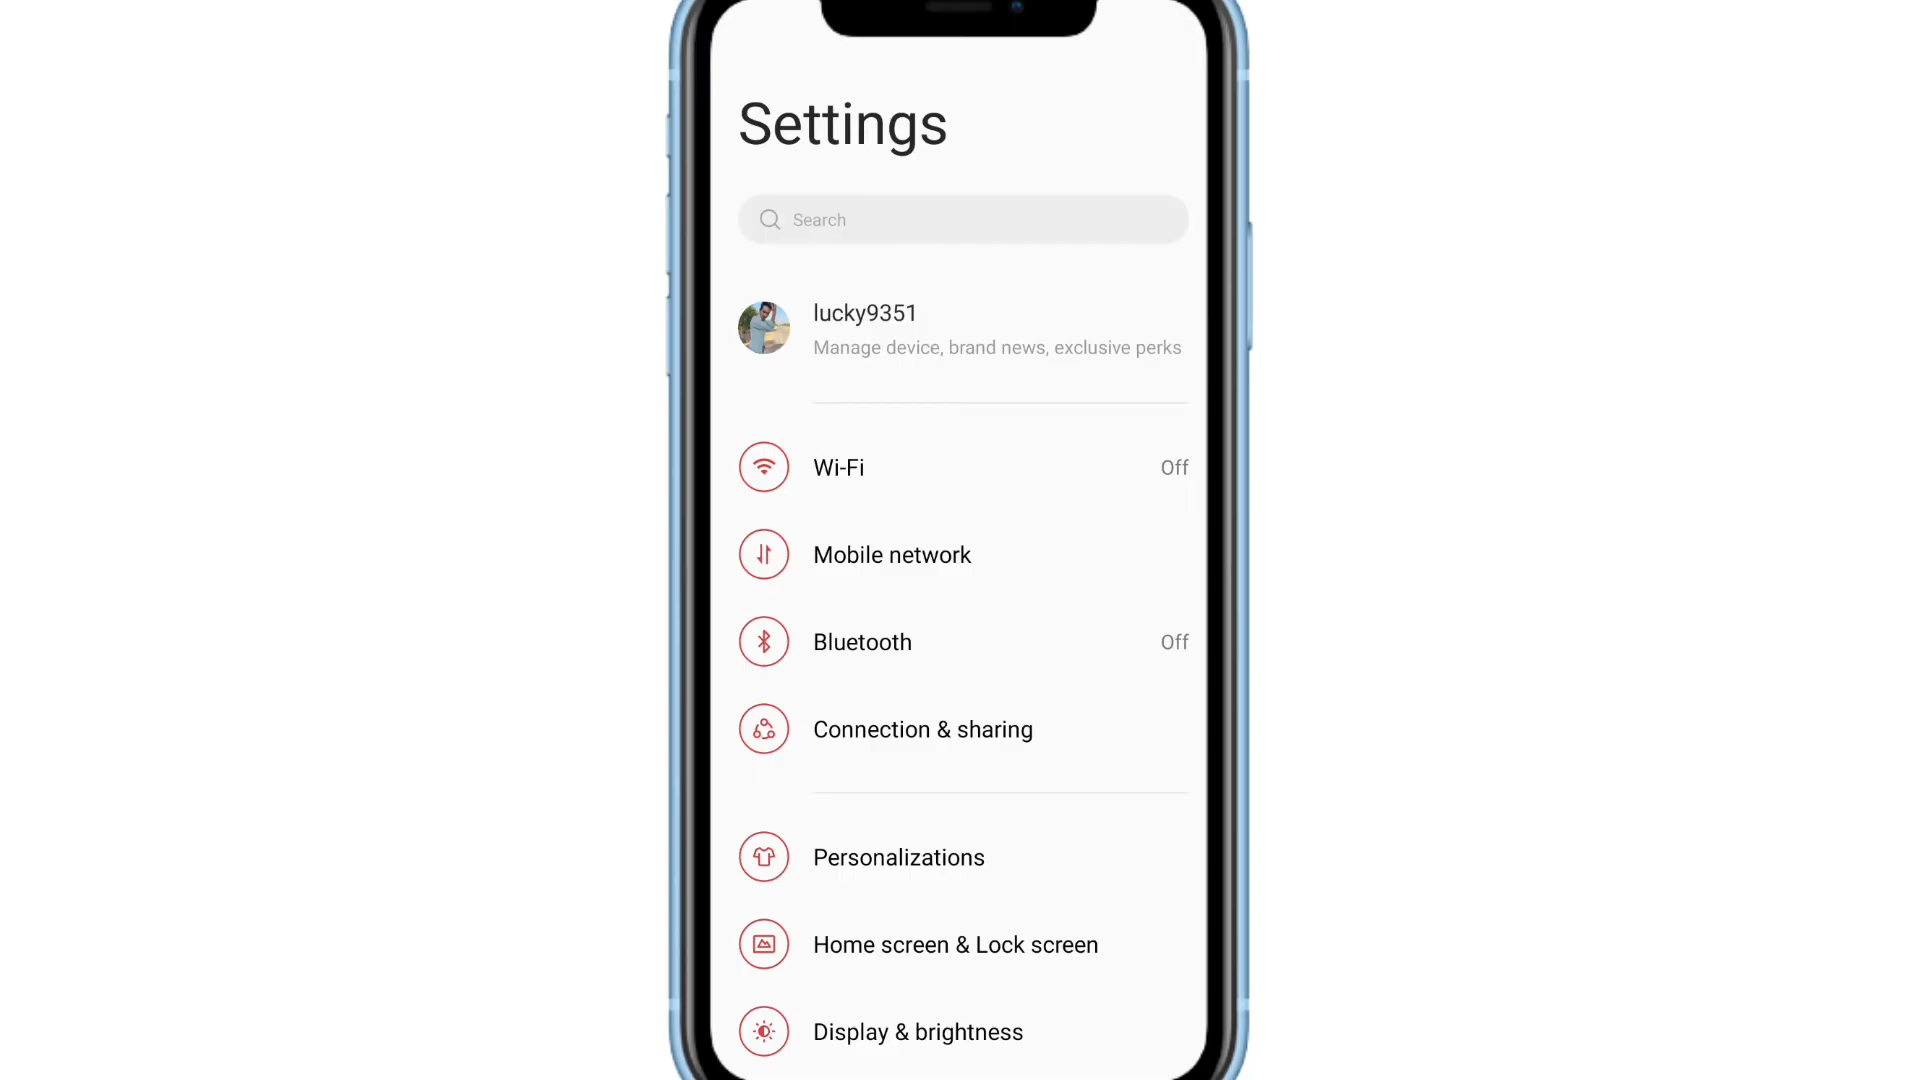 Settings
Search
lucky9351
Manage device, brand news, exclusive perks
Wi-Fi Off
Mobile network
Bluetooth Off
Connection & sharing
Personalizations
Home screen & Lock screen
Display & brightness